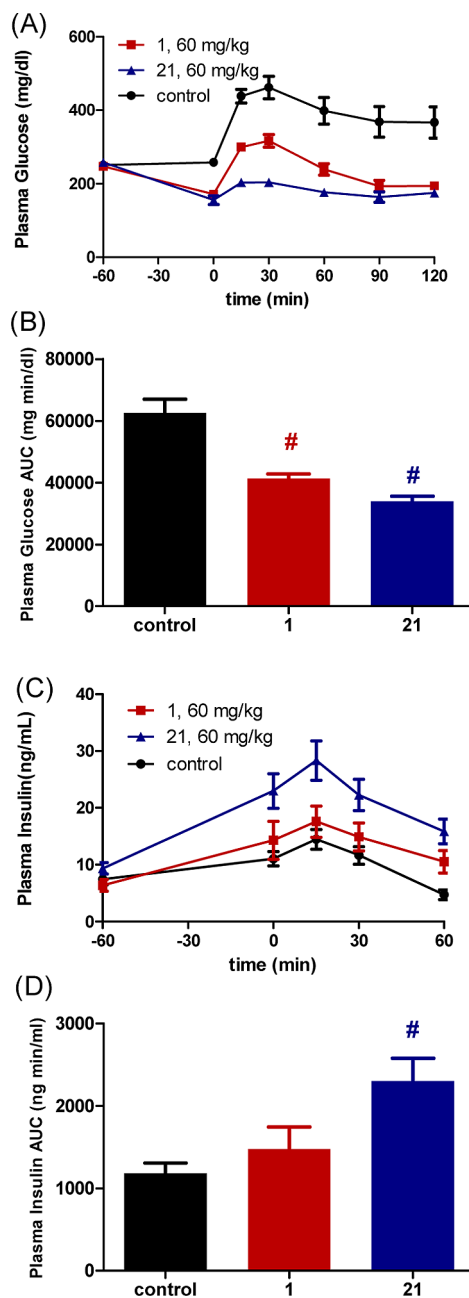 (A)
Plasma Glucose (mg/dl)
600
400
200
0
1, 60 mg/kg
21, 60 mg/kg
control
-60 -30 0 30 60 90 120
time (min)
(B)
Plasma Glucose AUC (mg min/dl)
80000
60000
40000
20000
0
#
#
control 1 21
(C)
Plasma Insulin(ng/mL)
40
30
20
10
0
1, 60 mg/kg
21, 60 mg/kg
control
-60 -30 0 30 60
time (min)
(D)
Plasma Insulin AUC (ng min/ml)
3000
2000
1000
0
#
control 1 21